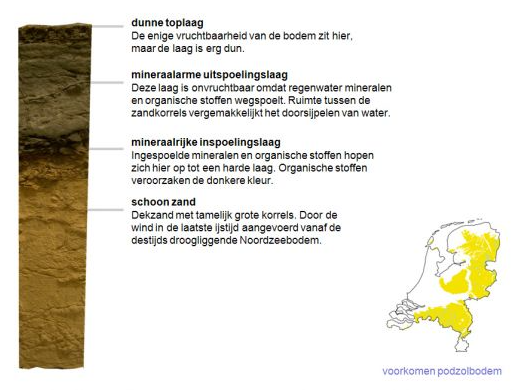 dunne toplaag
De enige vruchtbaarheid van de bodem zit hier,
maar de laag is erg dun.
mineraalarme uitspoelingslaag
Deze laag is onvruchtbaar omdat regenwater mineralen
en organische stoffen wegspoelt. Ruimte tussen de
zandkorrels vergemakkelijkt het doorsijpelen van water.
mineraalrijke inspoelingslaag
Ingespoelde mineralen en organische stoffen hopen
zich hier op tot een harde laag. Organische stoffen
veroorzaken de donkere kleur.
schoon zand
Dekzand met tamelijk grote korrels. Door de
wind in de laatste ijstijd aangevoerd vanaf de
destijds droogliggende Noordzeebodem.
voorkomen podzolbodem